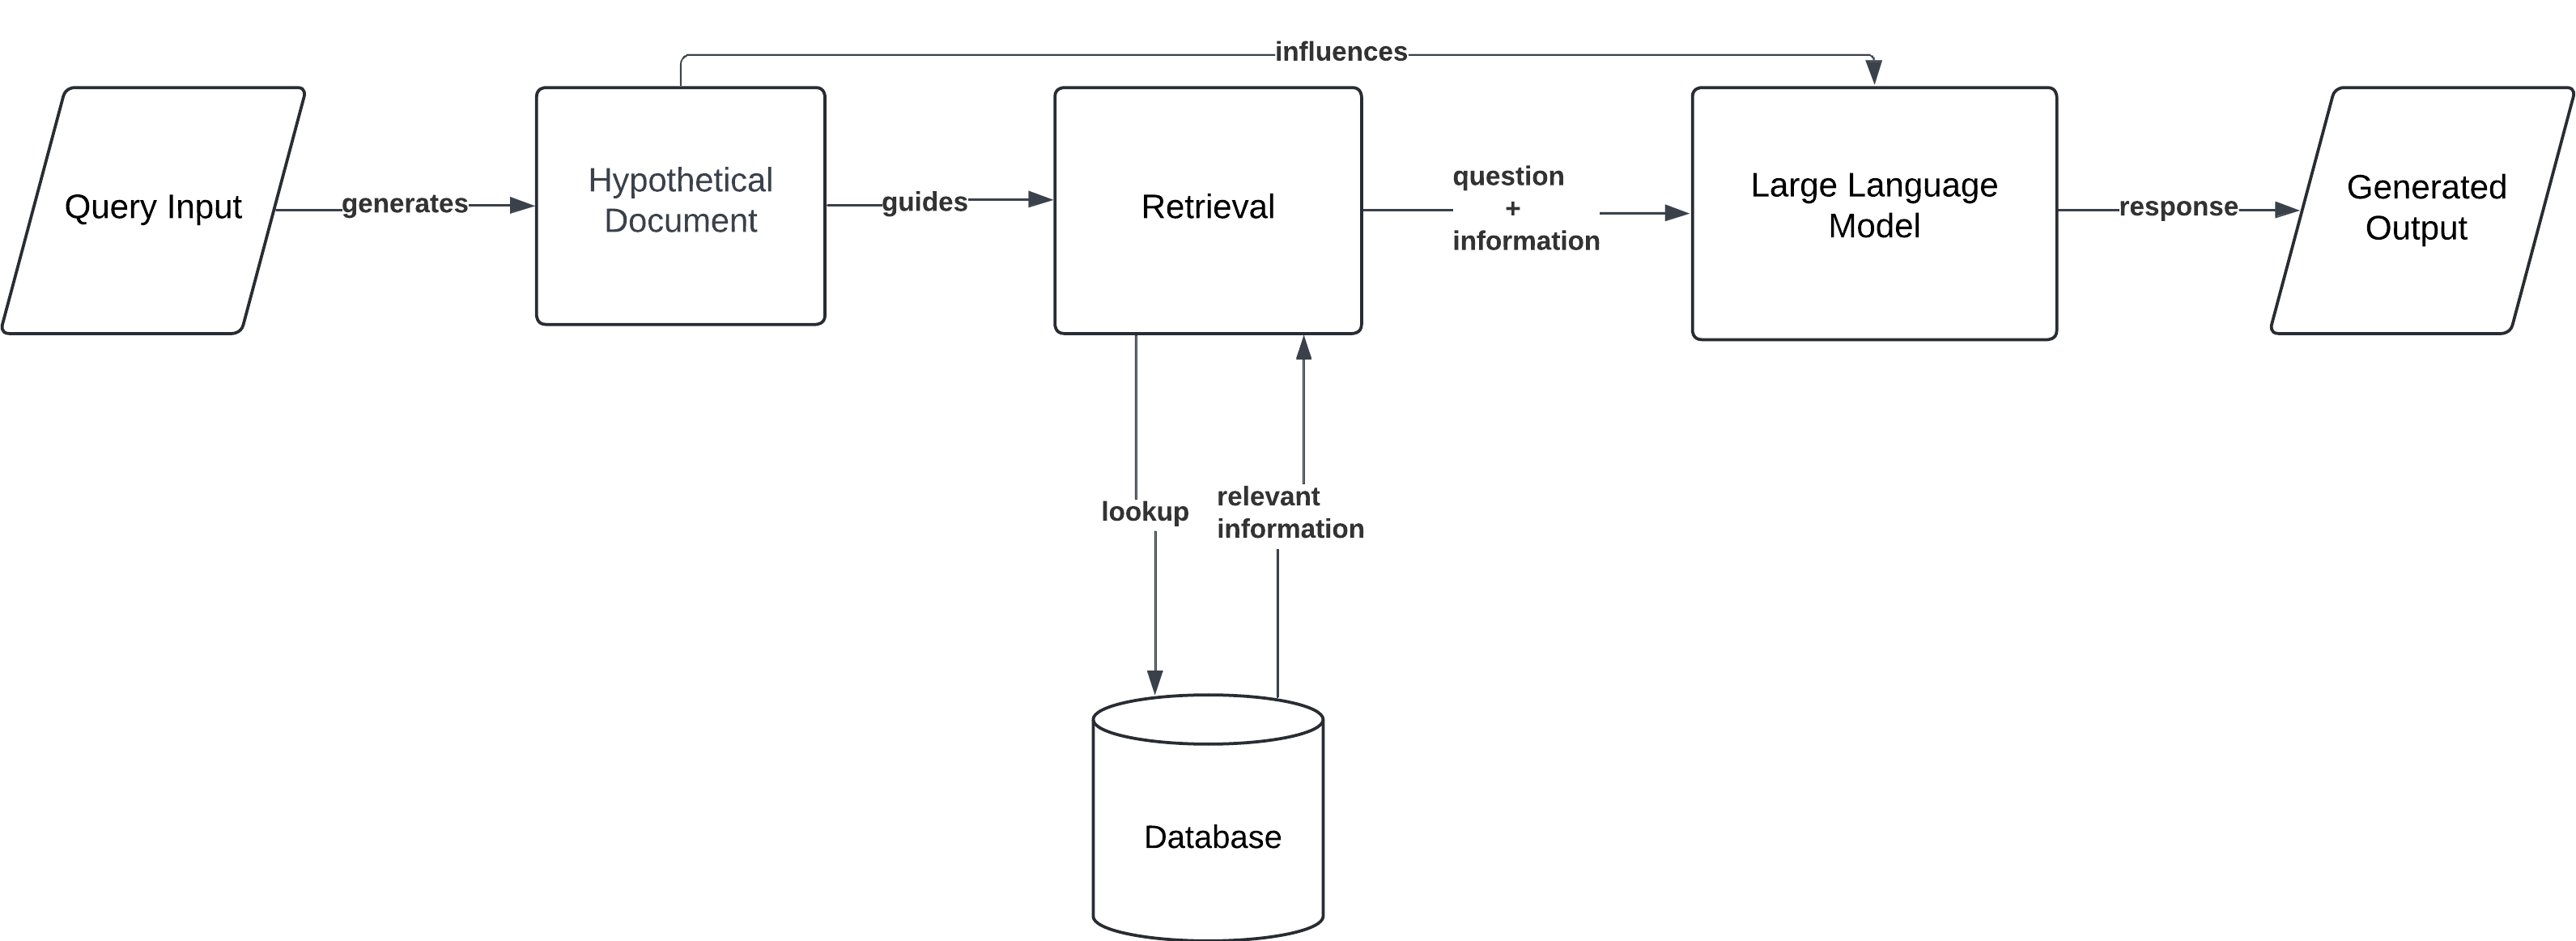 influences
Query Input
generates
Hypothetical
Document
guides
Retrieval
question
+
information
Large Language
Model
response
Generated
Output
lookup
relevant
information
Database